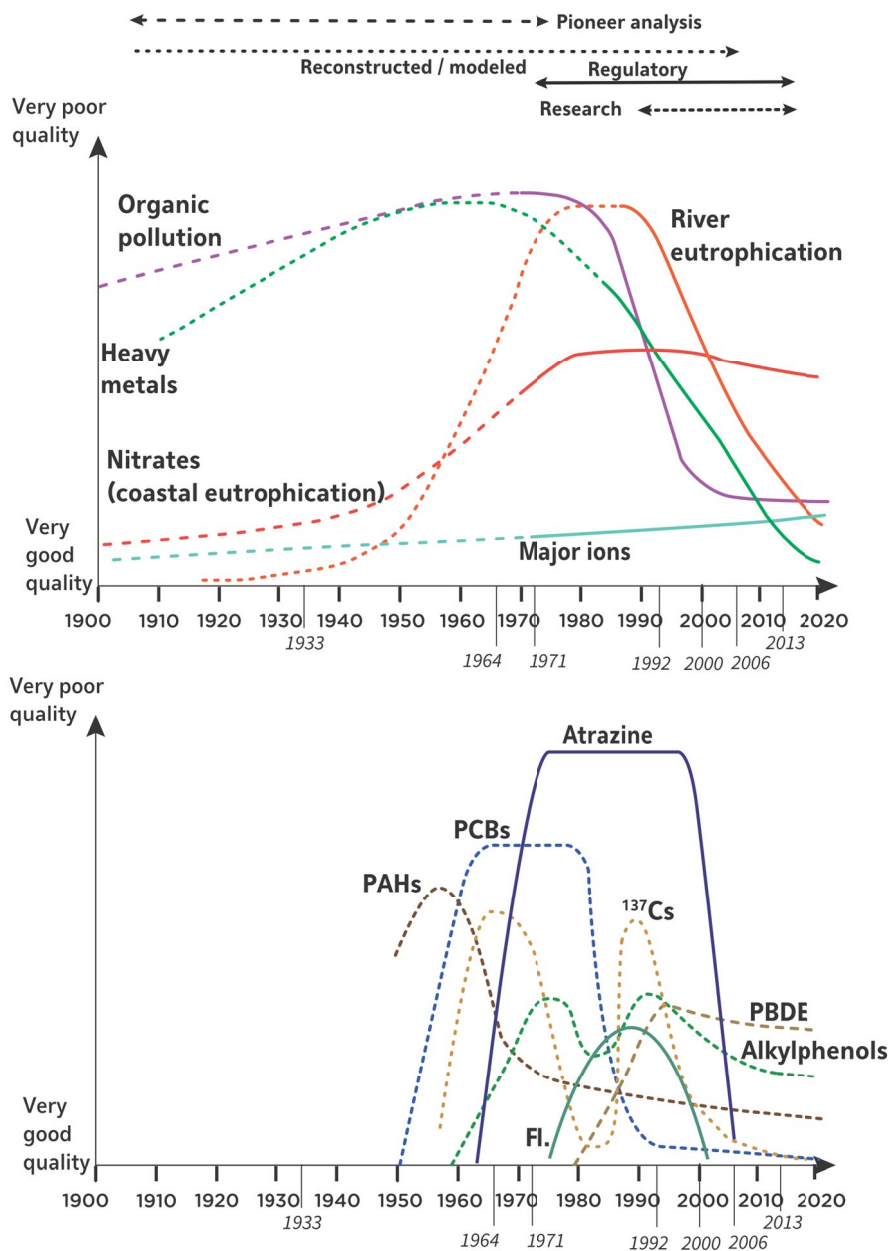 Pioneer analysis
Reconstructed / modeled
Regulatory
Research
Very poor
quality
Organic
pollution
River
eutrophication
Heavy
metals
Nitrates
(coastal eutrophication)
Very
good
quality
Major ions
1900 1910 1920 1930 1940 1950 1960 1970 1980 1990 2000 2010 2020
1933 1964 1971 1992 2000 2006 2013
Very poor
quality
Atrazine
PCBs
PAHs
¹³⁷Cs
PBDE
Alkylphenols
Very
good
quality
Fl.
1900 1910 1920 1930 1940 1950 1960 1970 1980 1990 2000 2010 2020
1933 1964 1971 1992 2000 2006 2013